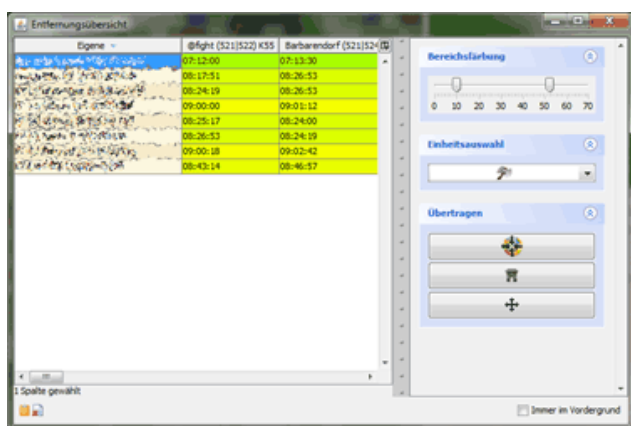 Entfernungsübersicht
Eigene @fight (521|522) K55 Barbarendorf (521|524
07:12:00 07:13:30
08:17:51 08:26:53
08:24:19 08:26:53
09:00:00 09:01:12
08:25:17 08:24:00
08:26:53 08:24:19
09:00:18 09:02:42
08:43:14 08:46:57
1 Spalte gewählt
Bereichsfärbung
0 10 20 30 40 50 60 70
Einheitsauswahl
Übertragen
Immer im Vordergrund